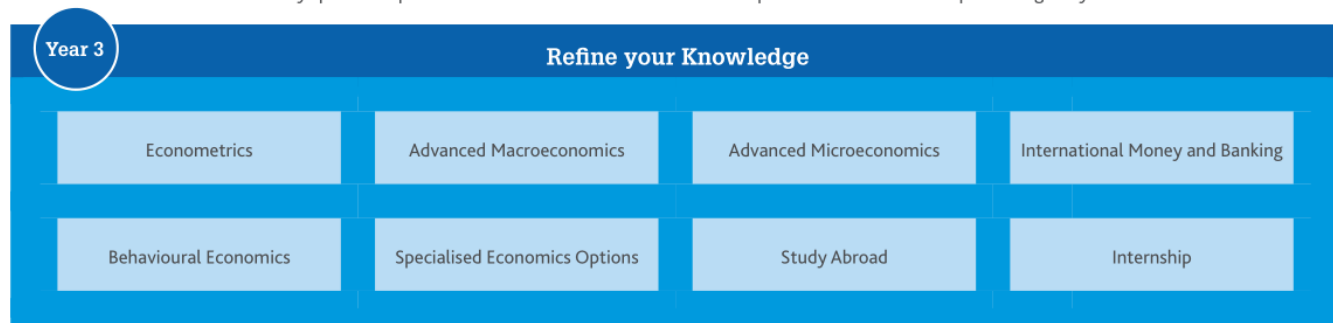 Year 3
Refine your Knowledge
Econometrics
Advanced Macroeconomics
Advanced Microeconomics
International Money and Banking
Behavioural Economics
Specialised Economics Options
Study Abroad
Internship